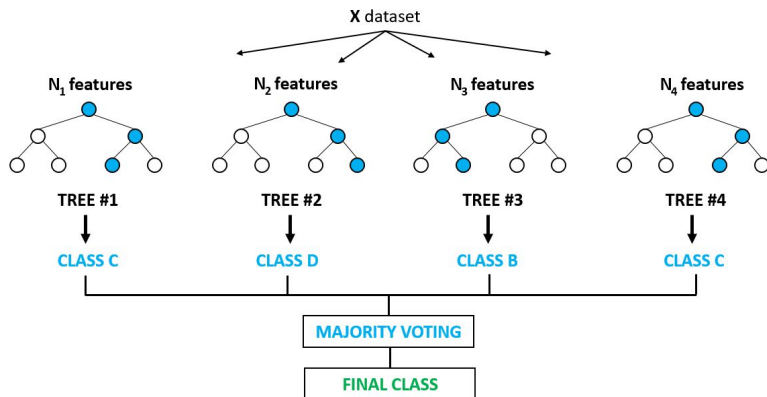 X dataset
N₁ features N₂ features N₃ features N₄ features
TREE #1 TREE #2 TREE #3 TREE #4
CLASS C CLASS D CLASS B CLASS C
MAJORITY VOTING
FINAL CLASS